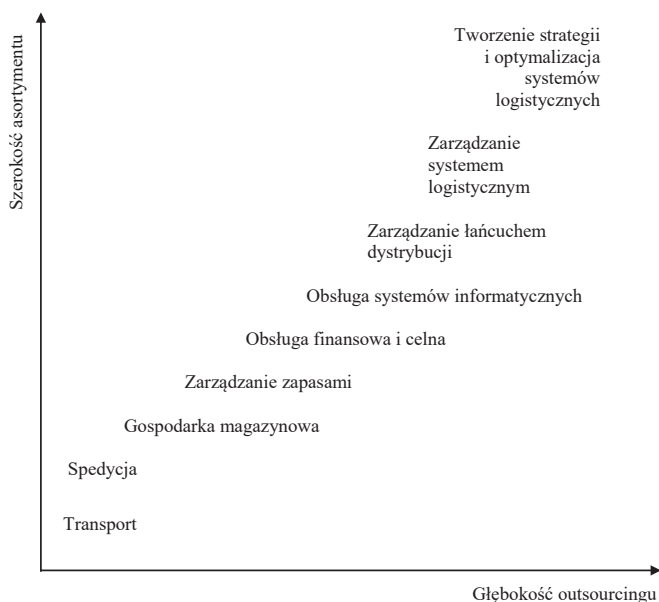 Szerokość asortymentu
Tworzenie strategii
i optymalizacja
systemów
logistycznych
Zarządzanie
systemem
logistycznym
Zarządzanie łańcuchem
dystrybucji
Obsługa systemów informatycznych
Obsługa finansowa i celna
Zarządzanie zapasami
Gospodarka magazynowa
Spedycja
Transport
Głębokość outsourcingu